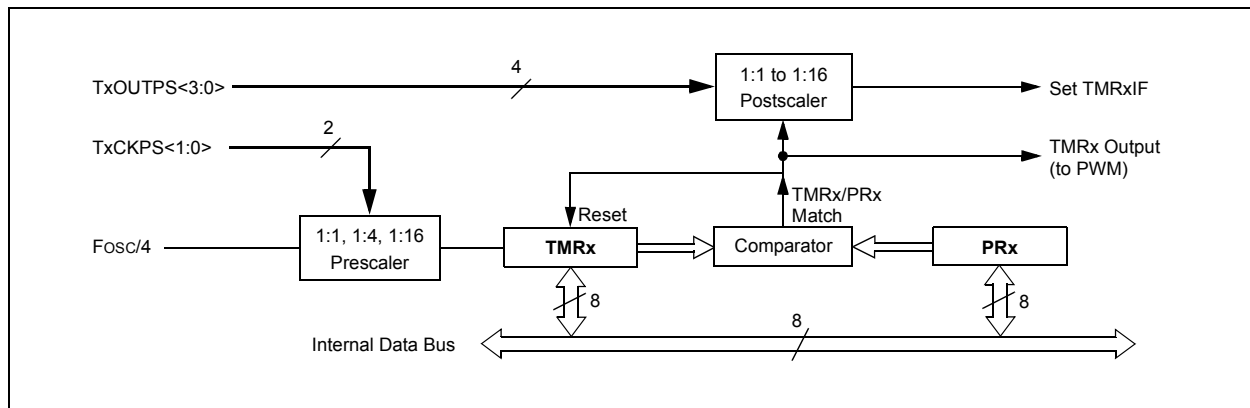 4
1:1 to 1:16
Postscaler
TxOUTPS<3:0>
Set TMRxIF
2
TxCKPS<1:0>
TMRx Output
(to PWM)
TMRx/PRx
Match
Reset
1:1, 1:4, 1:16
Prescaler
FOSC/4
TMRx
Comparator
PRx
8
8
8
Internal Data Bus